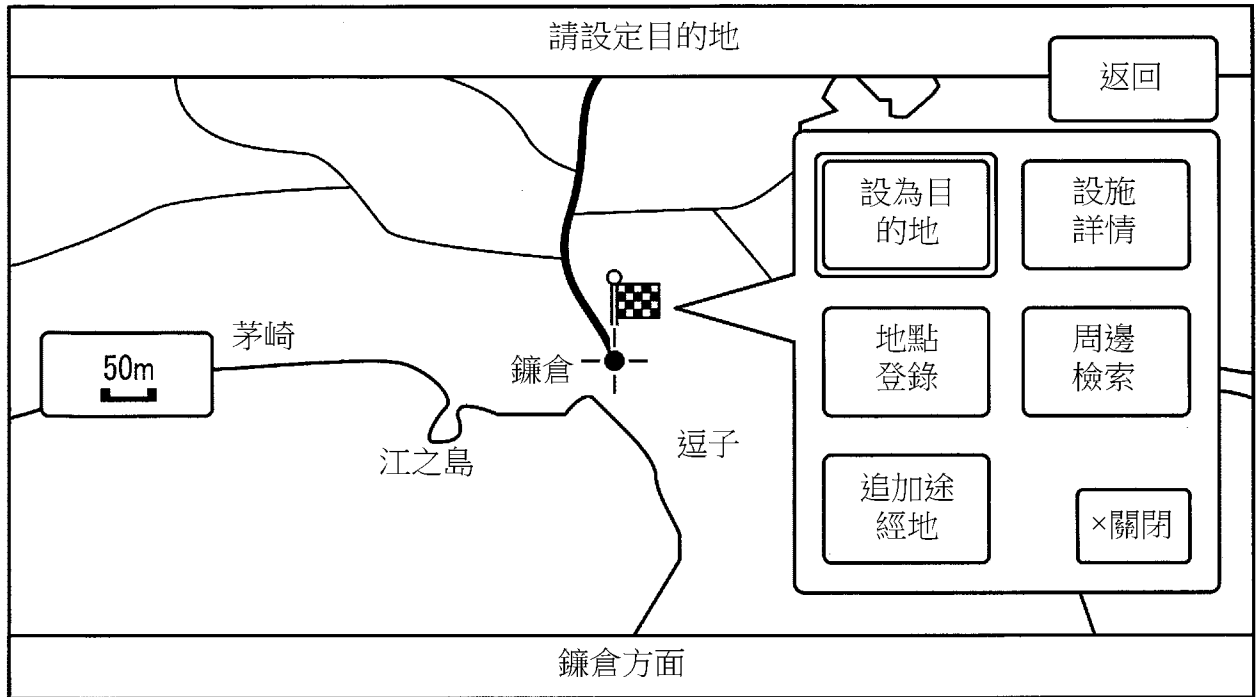 請設定目的地
返回
設為目
的地
設施
詳情
地點
登錄
周邊
檢索
追加途
經地
×關閉
50m
茅崎
鐮倉
江之島
逗子
鐮倉方面